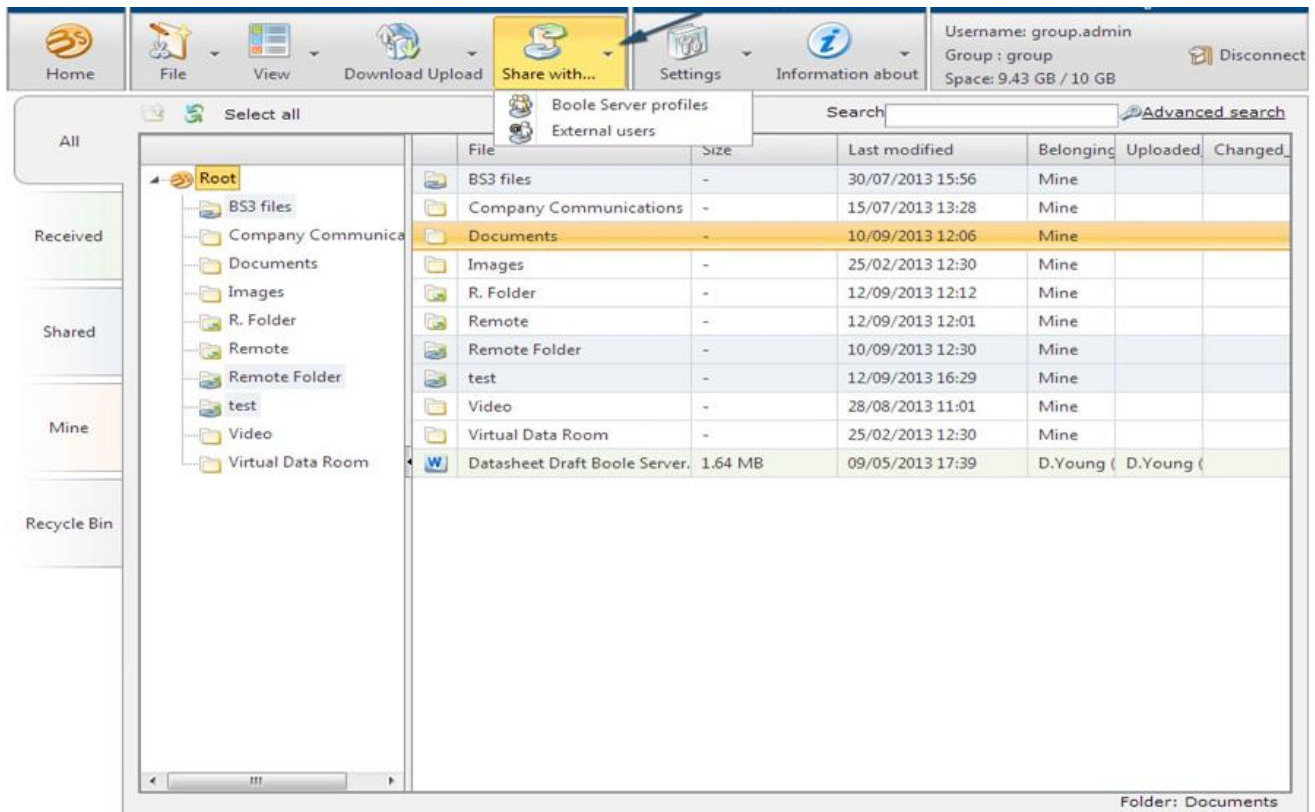 Home
File
View
Download Upload
Share with...
Settings
Information about
Username: group.admin
Group : group
Space: 9.43 GB / 10 GB
Disconnect
Boole Server profiles
External users
Select all
Search
Advanced search
All
Received
Shared
Mine
Recycle Bin
Root
BS3 files
Company Communica
Documents
Images
R. Folder
Remote
Remote Folder
test
Video
Virtual Data Room
File Size Last modified Belonging Uploaded Changed_
BS3 files - 30/07/2013 15:56 Mine
Company Communications - 15/07/2013 13:28 Mine
Documents - 10/09/2013 12:06 Mine
Images - 25/02/2013 12:30 Mine
R. Folder - 12/09/2013 12:12 Mine
Remote - 12/09/2013 12:01 Mine
Remote Folder - 10/09/2013 12:30 Mine
test - 12/09/2013 16:29 Mine
Video - 28/08/2013 11:01 Mine
Virtual Data Room - 25/02/2013 12:30 Mine
Datasheet Draft Boole Server. 1.64 MB 09/05/2013 17:39 D.Young ( D.Young (
Folder: Documents